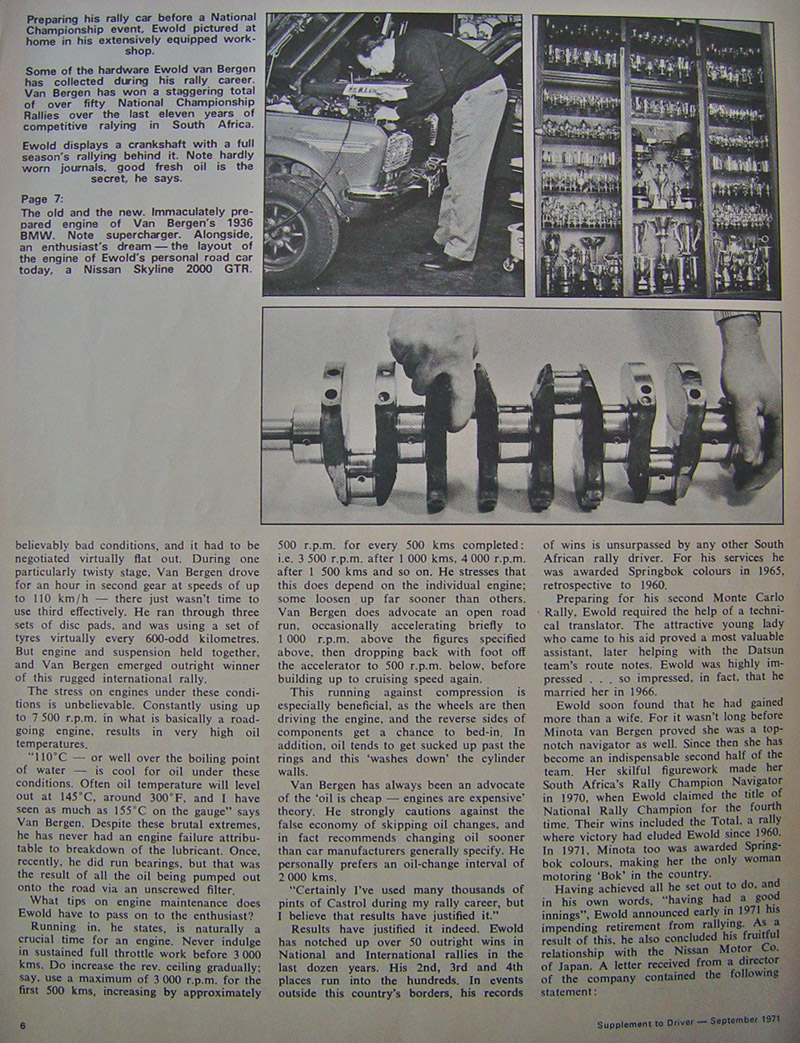 Preparing his rally car before a National
Championship event, Ewold pictured at
home in his extensively equipped work-
shop.
Some of the hardware Ewold van Bergen
has collected during his rally career.
Van Bergen has won a staggering total
of over fifty National Championship
Rallies over the last eleven years of
competitive ralying in South Africa.
Ewold displays a crankshaft with a full
season's rallying behind it. Note hardly
worn journals, good fresh oil is the
secret, he says.
Page 7:
The old and the new. Immaculately pre-
pared engine of Van Bergen's 1936
BMW. Note supercharger. Alongside,
an enthusiast's dream — the layout of
the engine of Ewold's personal road car
today, a Nissan Skyline 2000 GTR.
believably bad conditions, and it had to be
negotiated virtually flat out. During one
particularly twisty stage, Van Bergen drove
for an hour in second gear at speeds of up
to 110 km/h — there just wasn't time to
use third effectively. He ran through three
sets of disc pads, and was using a set of
tyres virtually every 600-odd kilometres.
But engine and suspension held together,
and Van Bergen emerged outright winner
of this rugged international rally.
The stress on engines under these condi-
tions is unbelievable. Constantly using up
to 7 500 r.p.m. in what is basically a road-
going engine, results in very high oil
temperatures.
"110°C — or well over the boiling point
of water — is cool for oil under these
conditions. Often oil temperature will level
out at 145°C, around 300°F, and I have
seen as much as 155°C on the gauge" says
Van Bergen. Despite these brutal extremes,
he has never had an engine failure attribu-
table to breakdown of the lubricant. Once,
recently, he did run bearings, but that was
the result of all the oil being pumped out
onto the road via an unscrewed filter.
What tips on engine maintenance does
Ewold have to pass on to the enthusiast?
Running in, he states, is naturally a
crucial time for an engine. Never indulge
in sustained full throttle work before 3 000
kms. Do increase the rev. ceiling gradually;
say, use a maximum of 3 000 r.p.m. for the
first 500 kms, increasing by approximately
500 r.p.m. for every 500 kms completed:
i.e. 3 500 r.p.m. after 1 000 kms, 4 000 r.p.m.
after 1 500 kms and so on. He stresses that
this does depend on the individual engine;
some loosen up far sooner than others.
Van Bergen does advocate an open road
run, occasionally accelerating briefly to
1 000 r.p.m. above the figures specified
above, then dropping back with foot off
the accelerator to 500 r.p.m. below, before
building up to cruising speed again.
This running against compression is
especially beneficial, as the wheels are then
driving the engine, and the reverse sides of
components get a chance to bed-in. In
addition, oil tends to get sucked up past the
rings and this 'washes down' the cylinder
walls.
Van Bergen has always been an advocate
of the 'oil is cheap — engines are expensive'
theory. He strongly cautions against the
false economy of skipping oil changes, and
in fact recommends changing oil sooner
than car manufacturers generally specify. He
personally prefers an oil-change interval of
2 000 kms.
"Certainly I've used many thousands of
pints of Castrol during my rally career, but
I believe that results have justified it."
Results have justified it indeed. Ewold
has notched up over 50 outright wins in
National and International rallies in the
last dozen years. His 2nd, 3rd and 4th
places run into the hundreds. In events
outside this country's borders, his records
of wins is unsurpassed by any other South
African rally driver. For his services he
was awarded Springbok colours in 1965,
retrospective to 1960.
Preparing for his second Monte Carlo
Rally, Ewold required the help of a techni-
cal translator. The attractive young lady
who came to his aid proved a most valuable
assistant, later helping with the Datsun
team's route notes. Ewold was highly im-
pressed . . . so impressed, in fact, that he
married her in 1966.
Ewold soon found that he had gained
more than a wife. For it wasn't long before
Minota van Bergen proved she was a top-
notch navigator as well. Since then she has
become an indispensable second half of the
team. Her skilful figurework made her
South Africa's Rally Champion Navigator
in 1970, when Ewold claimed the title of
National Rally Champion for the fourth
time. Their wins included the Total, a rally
where victory had eluded Ewold since 1960.
In 1971, Minota too was awarded Spring-
bok colours, making her the only woman
motoring 'Bok' in the country.
Having achieved all he set out to do, and
in his own words, "having had a good
innings", Ewold announced early in 1971 his
impending retirement from rallying. As a
result of this, he also concluded his fruitful
relationship with the Nissan Motor Co.
of Japan. A letter received from a director
of the company contained the following
statement:
6
Supplement to Driver — September 1971